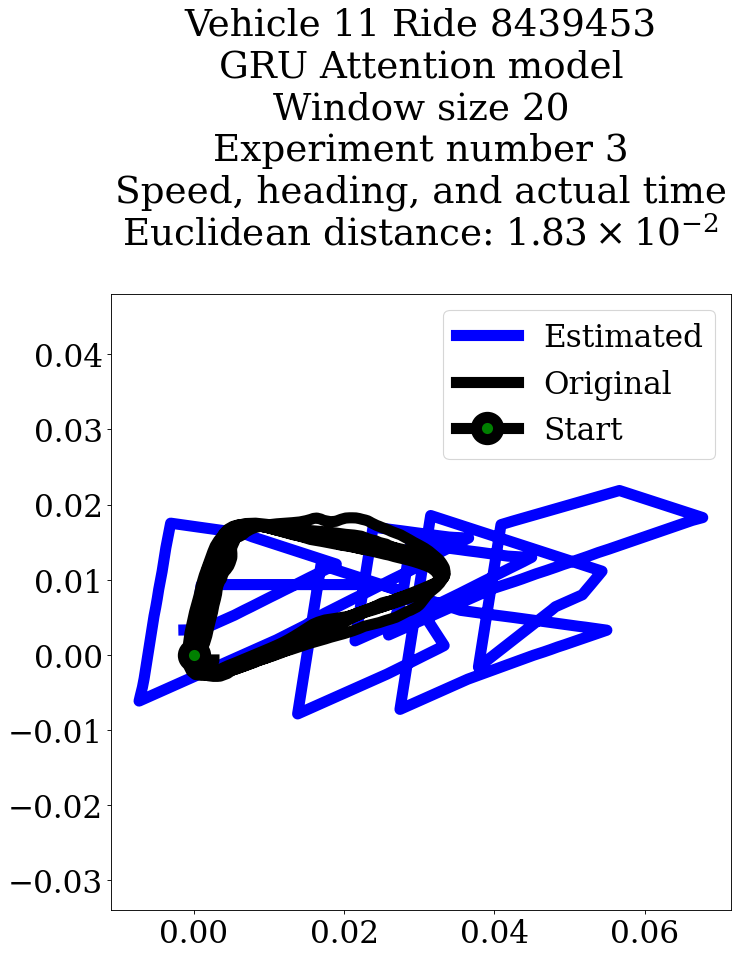 Vehicle 11 Ride 8439453
GRU Attention model
Window size 20
Experiment number 3
Speed, heading, and actual time
Euclidean distance: 1.83 × 10⁻²
Estimated
Original
Start
0.04
0.03
0.02
0.01
0.00
−0.01
−0.02
−0.03
0.00 0.02 0.04 0.06